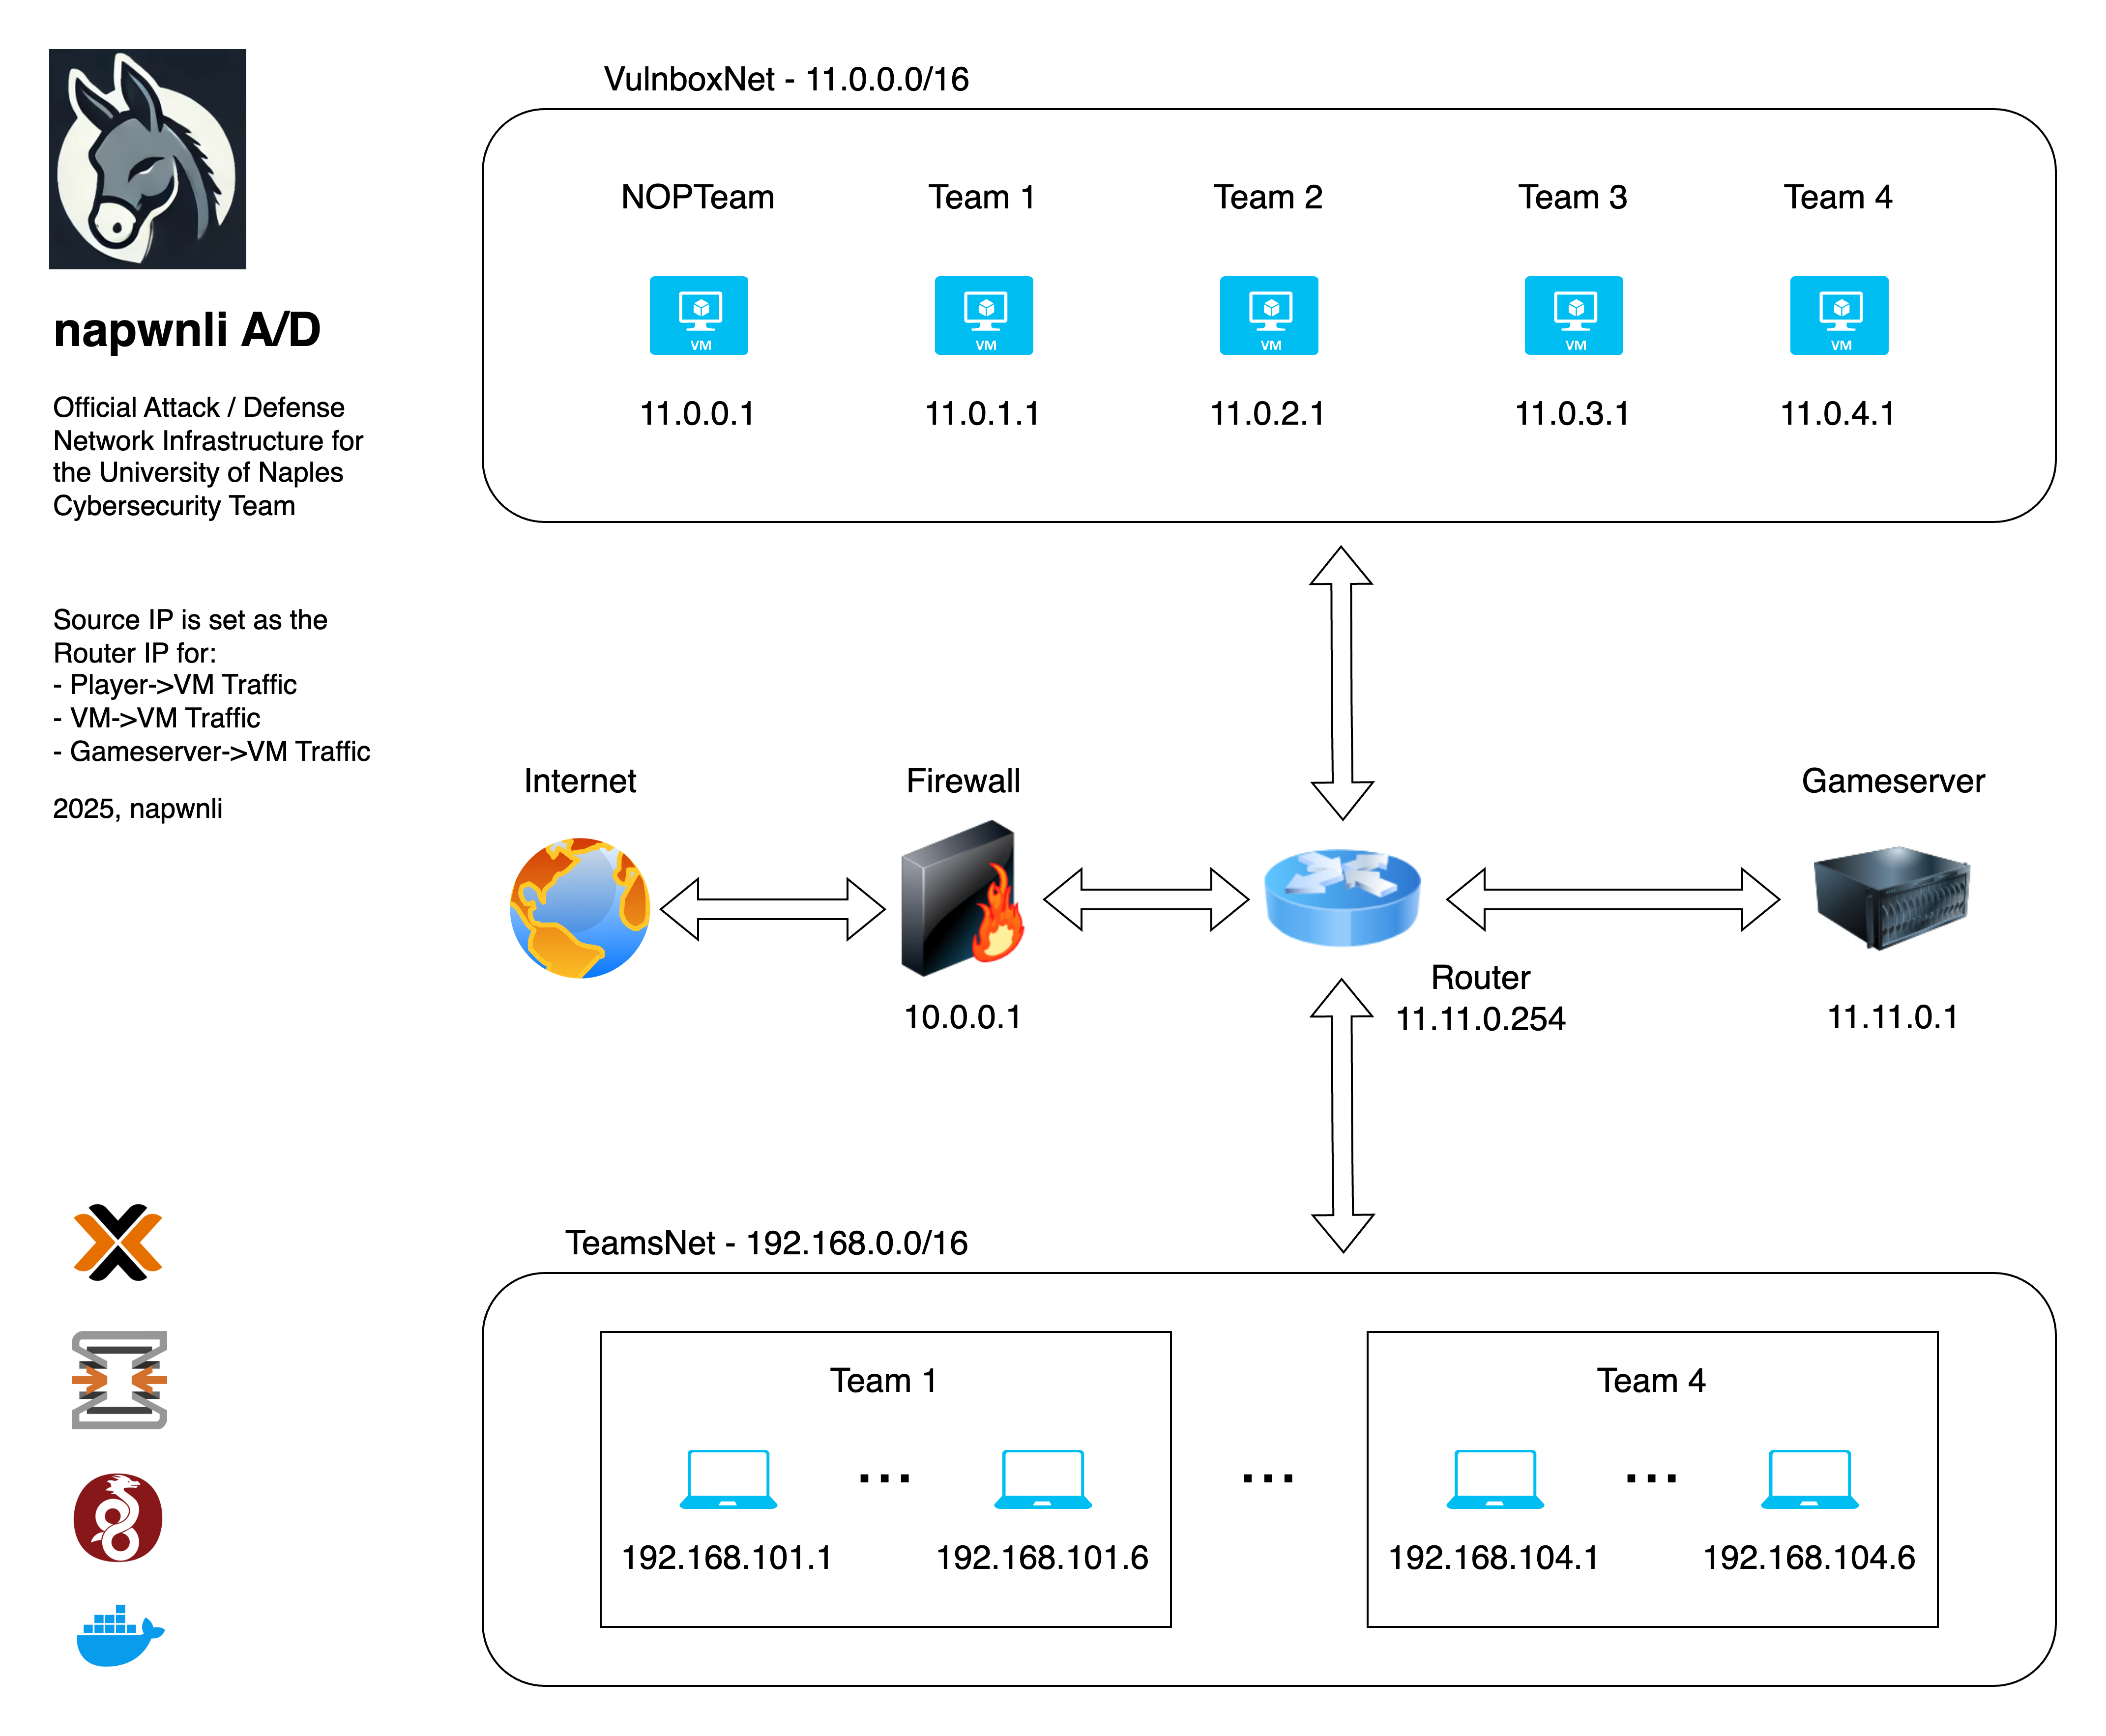 napwnli A/D
Official Attack / Defense
Network Infrastructure for
the University of Naples
Cybersecurity Team
Source IP is set as the
Router IP for:
- Player->VM Traffic
- VM->VM Traffic
- Gameserver->VM Traffic
2025, napwnli
VulnboxNet - 11.0.0.0/16
NOPTeam Team 1 Team 2 Team 3 Team 4
VM VM VM VM VM
11.0.0.1 11.0.1.1 11.0.2.1 11.0.3.1 11.0.4.1
Internet Firewall Gameserver
Router
10.0.0.1 11.11.0.254 11.11.0.1
TeamsNet - 192.168.0.0/16
Team 1 ... Team 4
... ...
192.168.101.1 192.168.101.6 192.168.104.1 192.168.104.6